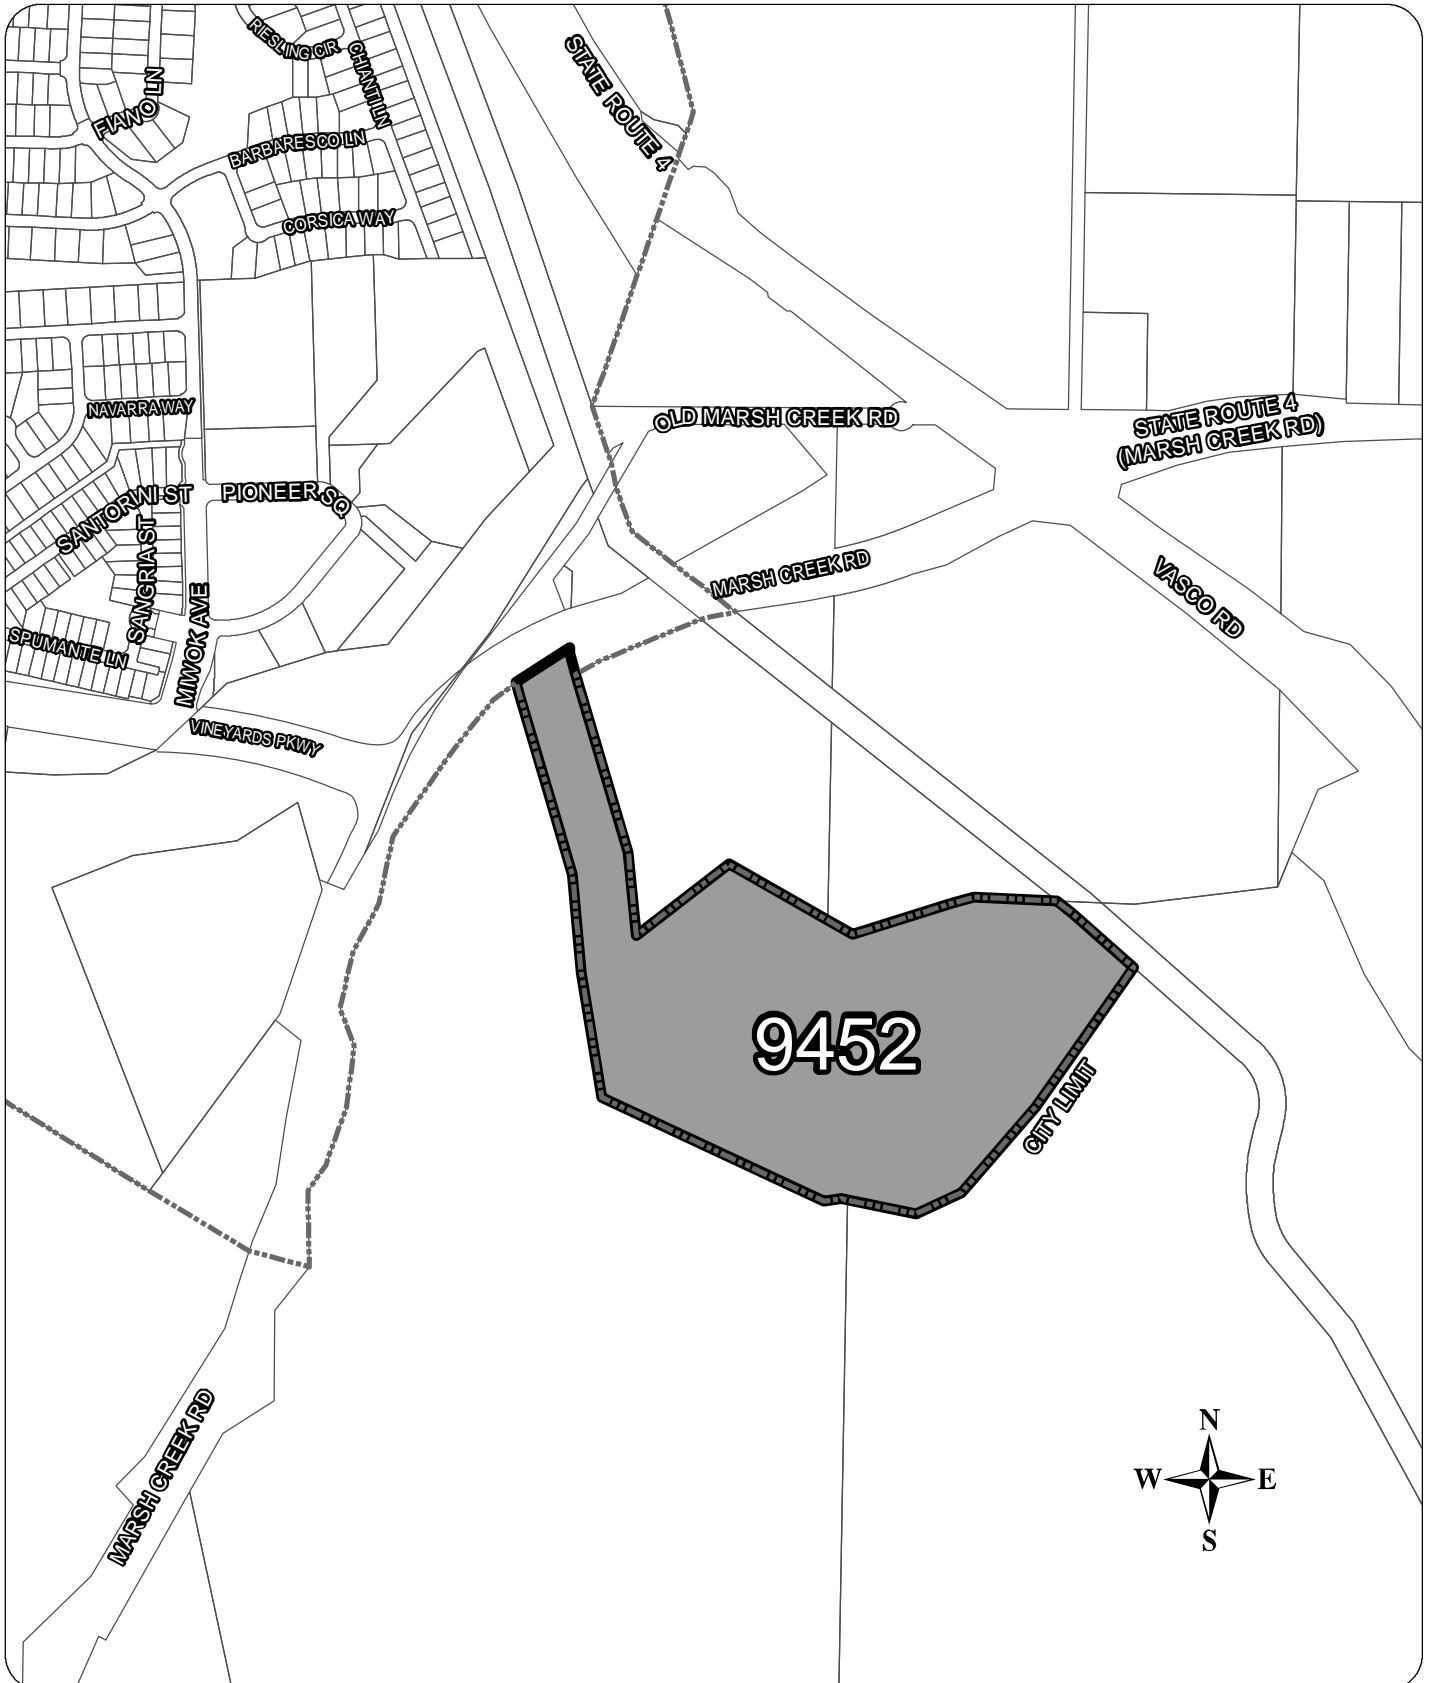 RIESLING CIR
CHIANTI LN
STATE ROUTE 4
FIANO LN
BARBARESCO LN
CORSICA WAY
NAVARRA WAY
OLD MARSH CREEK RD
STATE ROUTE 4
(MARSH CREEK RD)
SANTORINI ST
PIONEER SQ
SANGRIA ST
MARSH CREEK RD
VASCO RD
MIWOK AVE
SPUMANTE LN
VINEYARDS PKWY
9452
CITY LIMIT
MARSH CREEK RD
N
W E
S